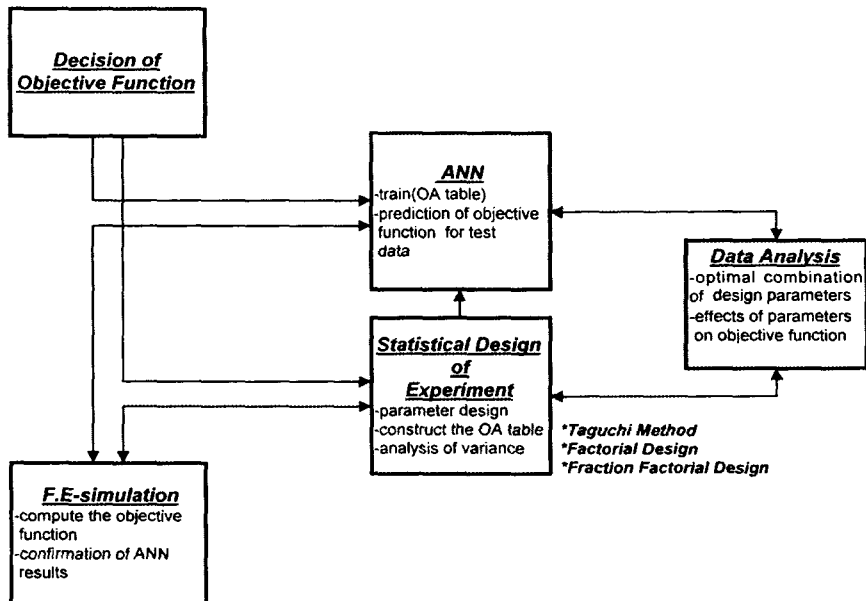 Decision of
Objective Function
ANN
-train(OA table)
-prediction of objective
function for test
data
Data Analysis
-optimal combination
of design parameters
-effects of parameters
on objective function
Statistical Design
of
Experiment
-parameter design
-construct the OA table
-analysis of variance
*Taguchi Method
*Factorial Design
*Fraction Factorial Design
F.E-simulation
-compute the objective
function
-confirmation of ANN
results